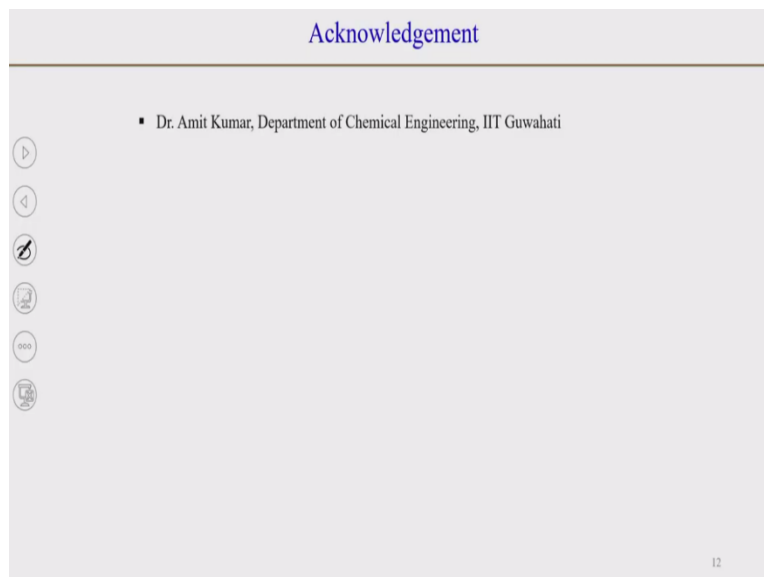 Acknowledgement
▪ Dr. Amit Kumar, Department of Chemical Engineering, IIT Guwahati
12